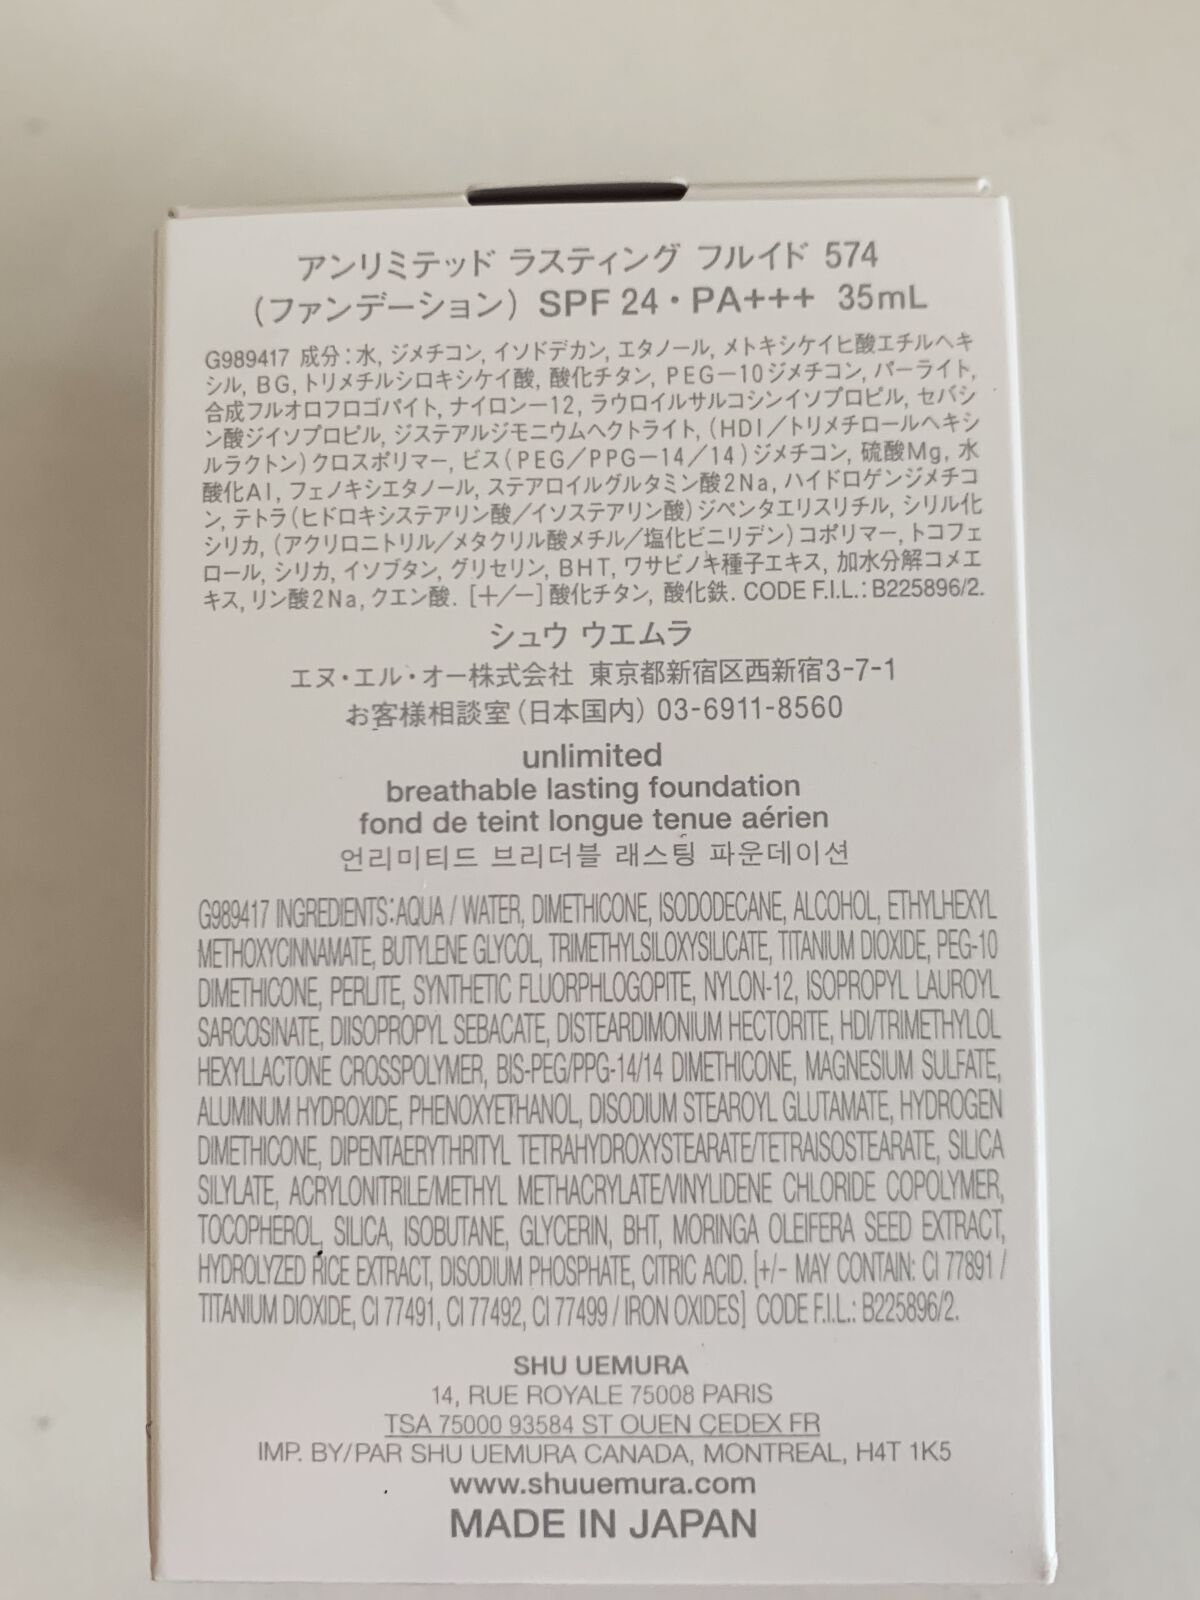 アンリミテッド ラスティング フルイド 574
(ファンデーション) SPF 24・PA+++ 35mL
G989417 成分:水, ジメチコン, イソドデカン, エタノール, メトキシケイヒ酸エチルヘキ
シル, BG, トリメチルシロキシケイ酸, 酸化チタン, PEG-10ジメチコン, パーライト,
合成フルオロフロゴパイト, ナイロン-12, ラウロイルサルコシンイソプロピル, セバシ
ン酸ジイソプロピル, ジステアルジモニウムヘクトライト, (HDI/トリメチロールヘキシ
ルラクトン)クロスポリマー, ビス(PEG/PPG-14/14)ジメチコン, 硫酸Mg, 水
酸化Al, フェノキシエタノール, ステアロイルグルタミン酸2Na, ハイドロゲンジメチコ
ン, テトラ(ヒドロキシステアリン酸/イソステアリン酸)ジペンタエリスリチル, シリル化
シリカ, (アクリロニトリル/メタクリル酸メチル/塩化ビニリデン)コポリマー, トコフェ
ロール, シリカ, イソブタン, グリセリン, BHT, ワサビノキ種子エキス, 加水分解コメエ
キス, リン酸2Na, クエン酸. [+/-]酸化チタン, 酸化鉄. CODE F.I.L.: B225896/2.
シュウ ウエムラ
エヌ・エル・オー株式会社 東京都新宿区西新宿3-7-1
お客様相談室(日本国内) 03-6911-8560
unlimited
breathable lasting foundation
fond de teint longue tenue aérien
언리미티드 브리더블 래스팅 파운데이션
G989417 INGREDIENTS: AQUA / WATER, DIMETHICONE, ISODODECANE, ALCOHOL, ETHYLHEXYL
METHOXYCINNAMATE, BUTYLENE GLYCOL, TRIMETHYLSILOXYSILICATE, TITANIUM DIOXIDE, PEG-10
DIMETHICONE, PERLITE, SYNTHETIC FLUORPHLOGOPITE, NYLON-12, ISOPROPYL LAUROYL
SARCOSINATE, DIISOPROPYL SEBACATE, DISTEARDIMONIUM HECTORITE, HDI/TRIMETHYLOL
HEXYLLACTONE CROSSPOLYMER, BIS-PEG/PPG-14/14 DIMETHICONE, MAGNESIUM SULFATE,
ALUMINUM HYDROXIDE, PHENOXYETHANOL, DISODIUM STEAROYL GLUTAMATE, HYDROGEN
DIMETHICONE, DIPENTAERYTHRITYL TETRAHYDROXYSTEARATE/TETRAISOSTEARATE, SILICA
SILYLATE, ACRYLONITRILE/METHYL METHACRYLATE/VINYLIDENE CHLORIDE COPOLYMER,
TOCOPHEROL, SILICA, ISOBUTANE, GLYCERIN, BHT, MORINGA OLEIFERA SEED EXTRACT,
HYDROLYZED RICE EXTRACT, DISODIUM PHOSPHATE, CITRIC ACID. [+/- MAY CONTAIN: CI 77891 /
TITANIUM DIOXIDE, CI 77491, CI 77492, CI 77499 / IRON OXIDES] CODE F.I.L.: B225896/2.
SHU UEMURA
14, RUE ROYALE 75008 PARIS
TSA 75000 93584 ST OUEN CEDEX FR
IMP. BY/PAR SHU UEMURA CANADA, MONTREAL, H4T 1K5
www.shuuemura.com
MADE IN JAPAN